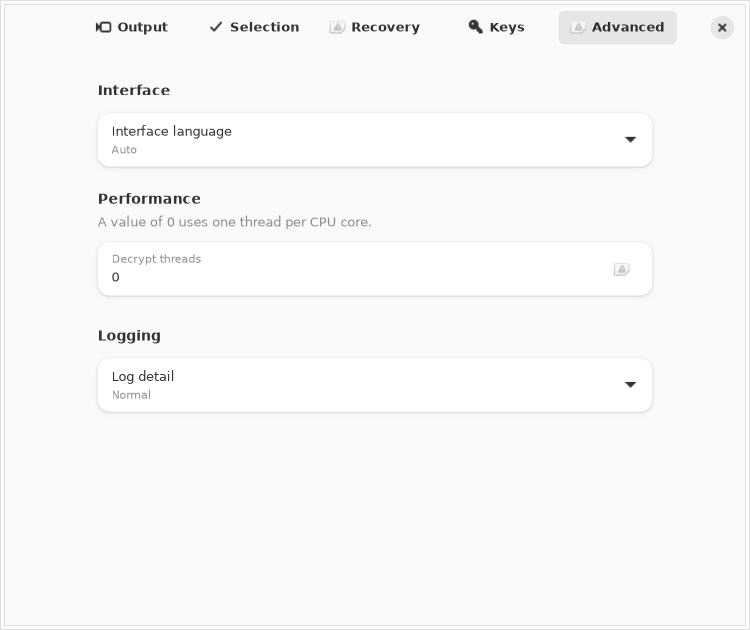 Output Selection Recovery Keys Advanced
Interface
Interface language
Auto
Performance
A value of 0 uses one thread per CPU core.
Decrypt threads
0
Logging
Log detail
Normal